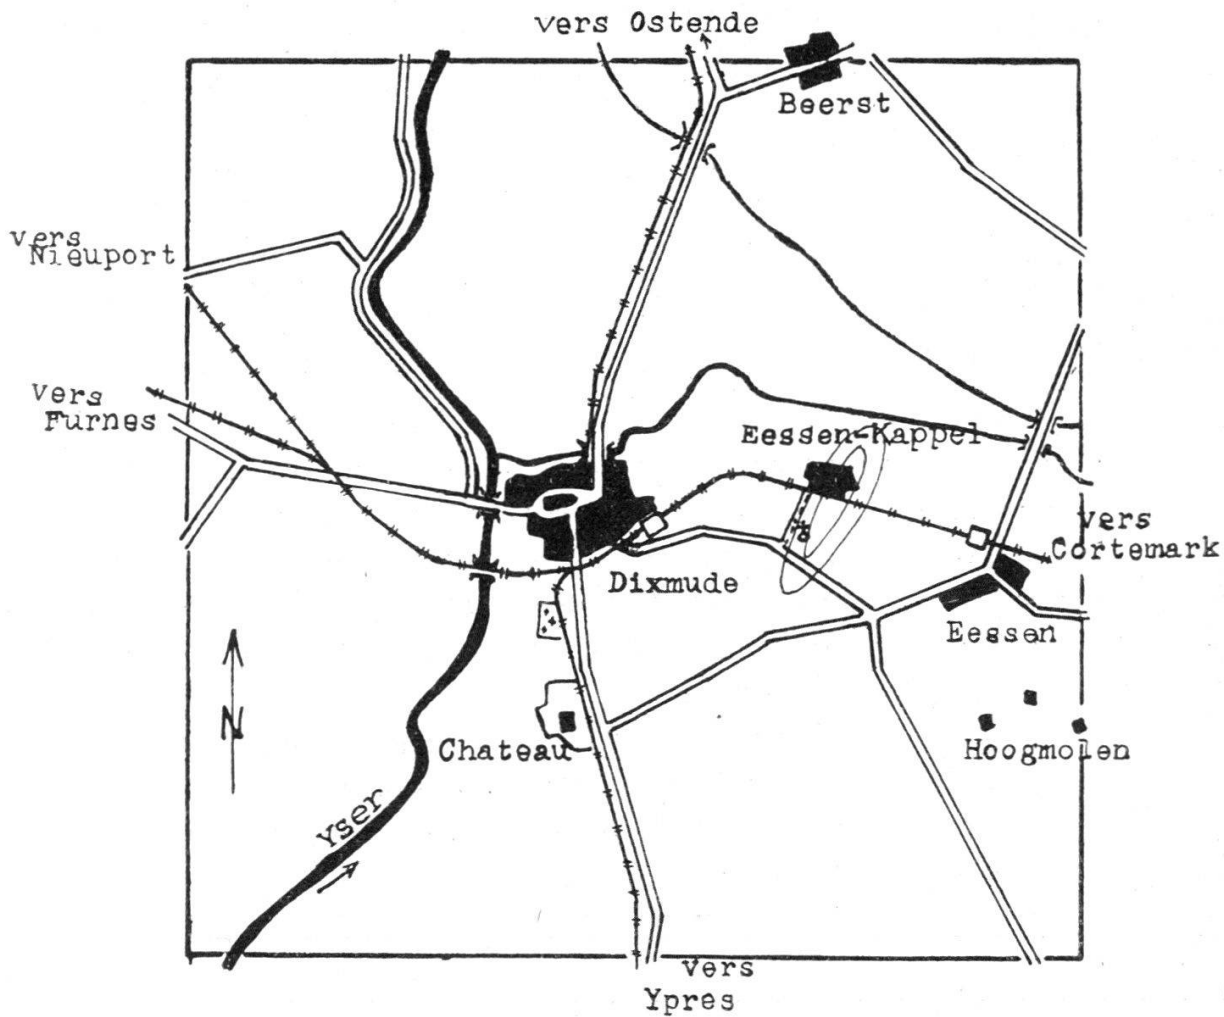 vers Ostende
Beerst
vers
Nieuport
Vers
Furnes
Eessen-Kappel
Vers
Cortemark
Dixmude
Eessen
N
Chateau
Hoogmolen
Yser
vers
Ypres